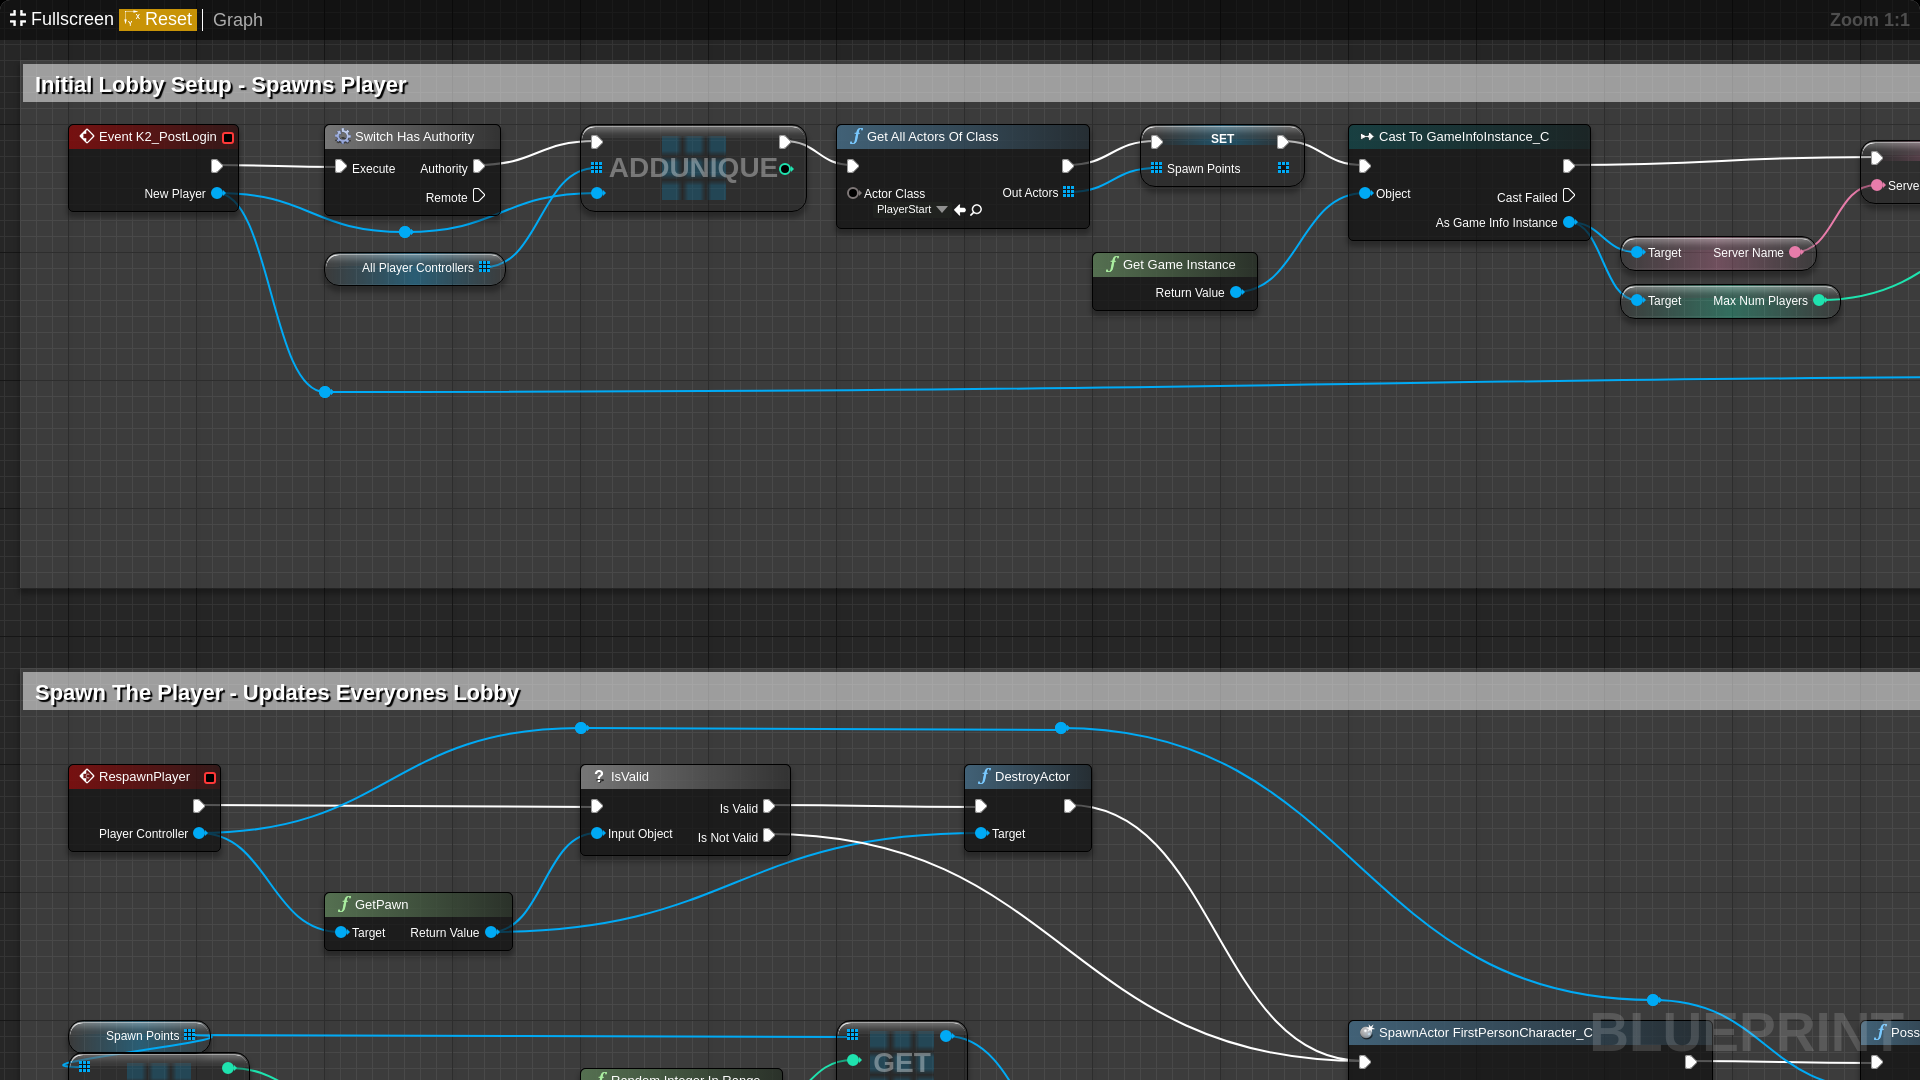 Fullscreen Reset Graph Zoom 1:1
Initial Lobby Setup - Spawns Player
Event K2_PostLogin
New Player
Switch Has Authority
Execute Authority
Remote
All Player Controllers
ADDUNIQUE
Get All Actors Of Class
Actor Class Out Actors
PlayerStart
SET
Spawn Points
Get Game Instance
Return Value
Cast To GameInfoInstance_C
Object Cast Failed
As Game Info Instance
Target Server Name
Target Max Num Players
Serve
Spawn The Player - Updates Everyones Lobby
RespawnPlayer
Player Controller
GetPawn
Target Return Value
IsValid
Is Valid
Input Object Is Not Valid
DestroyActor
Target
Spawn Points
Random Integer In Range
GET
SpawnActor FirstPersonCharacter_C
Poss
BLUEPRINT